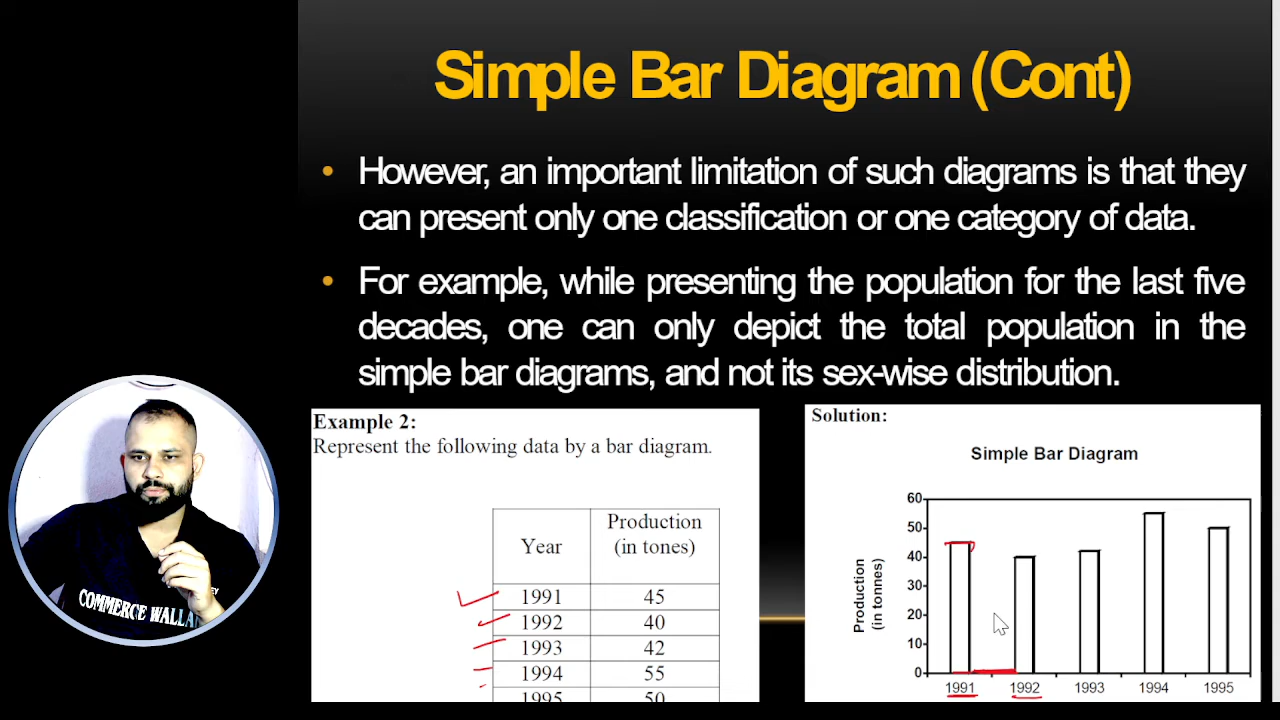 Simple Bar Diagram (Cont)
• However, an important limitation of such diagrams is that they
can present only one classification or one category of data.
• For example, while presenting the population for the last five
decades, one can only depict the total population in the
simple bar diagrams, and not its sex-wise distribution.
Example 2:
Represent the following data by a bar diagram.
Year Production
(in tones)
1991 45
1992 40
1993 42
1994 55
1995 50
Solution:
Simple Bar Diagram
Production
(in tonnes)
60
50
40
30
20
10
0
1991 1992 1993 1994 1995
COMMERCE WALLA